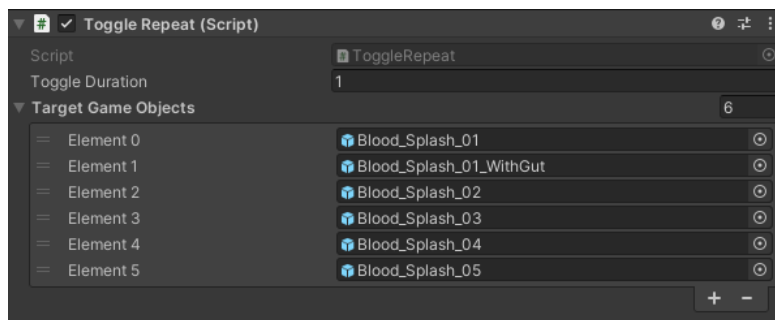 Toggle Repeat (Script)
Script ToggleRepeat
Toggle Duration 1
Target Game Objects 6
Element 0 Blood_Splash_01
Element 1 Blood_Splash_01_WithGut
Element 2 Blood_Splash_02
Element 3 Blood_Splash_03
Element 4 Blood_Splash_04
Element 5 Blood_Splash_05
+ -